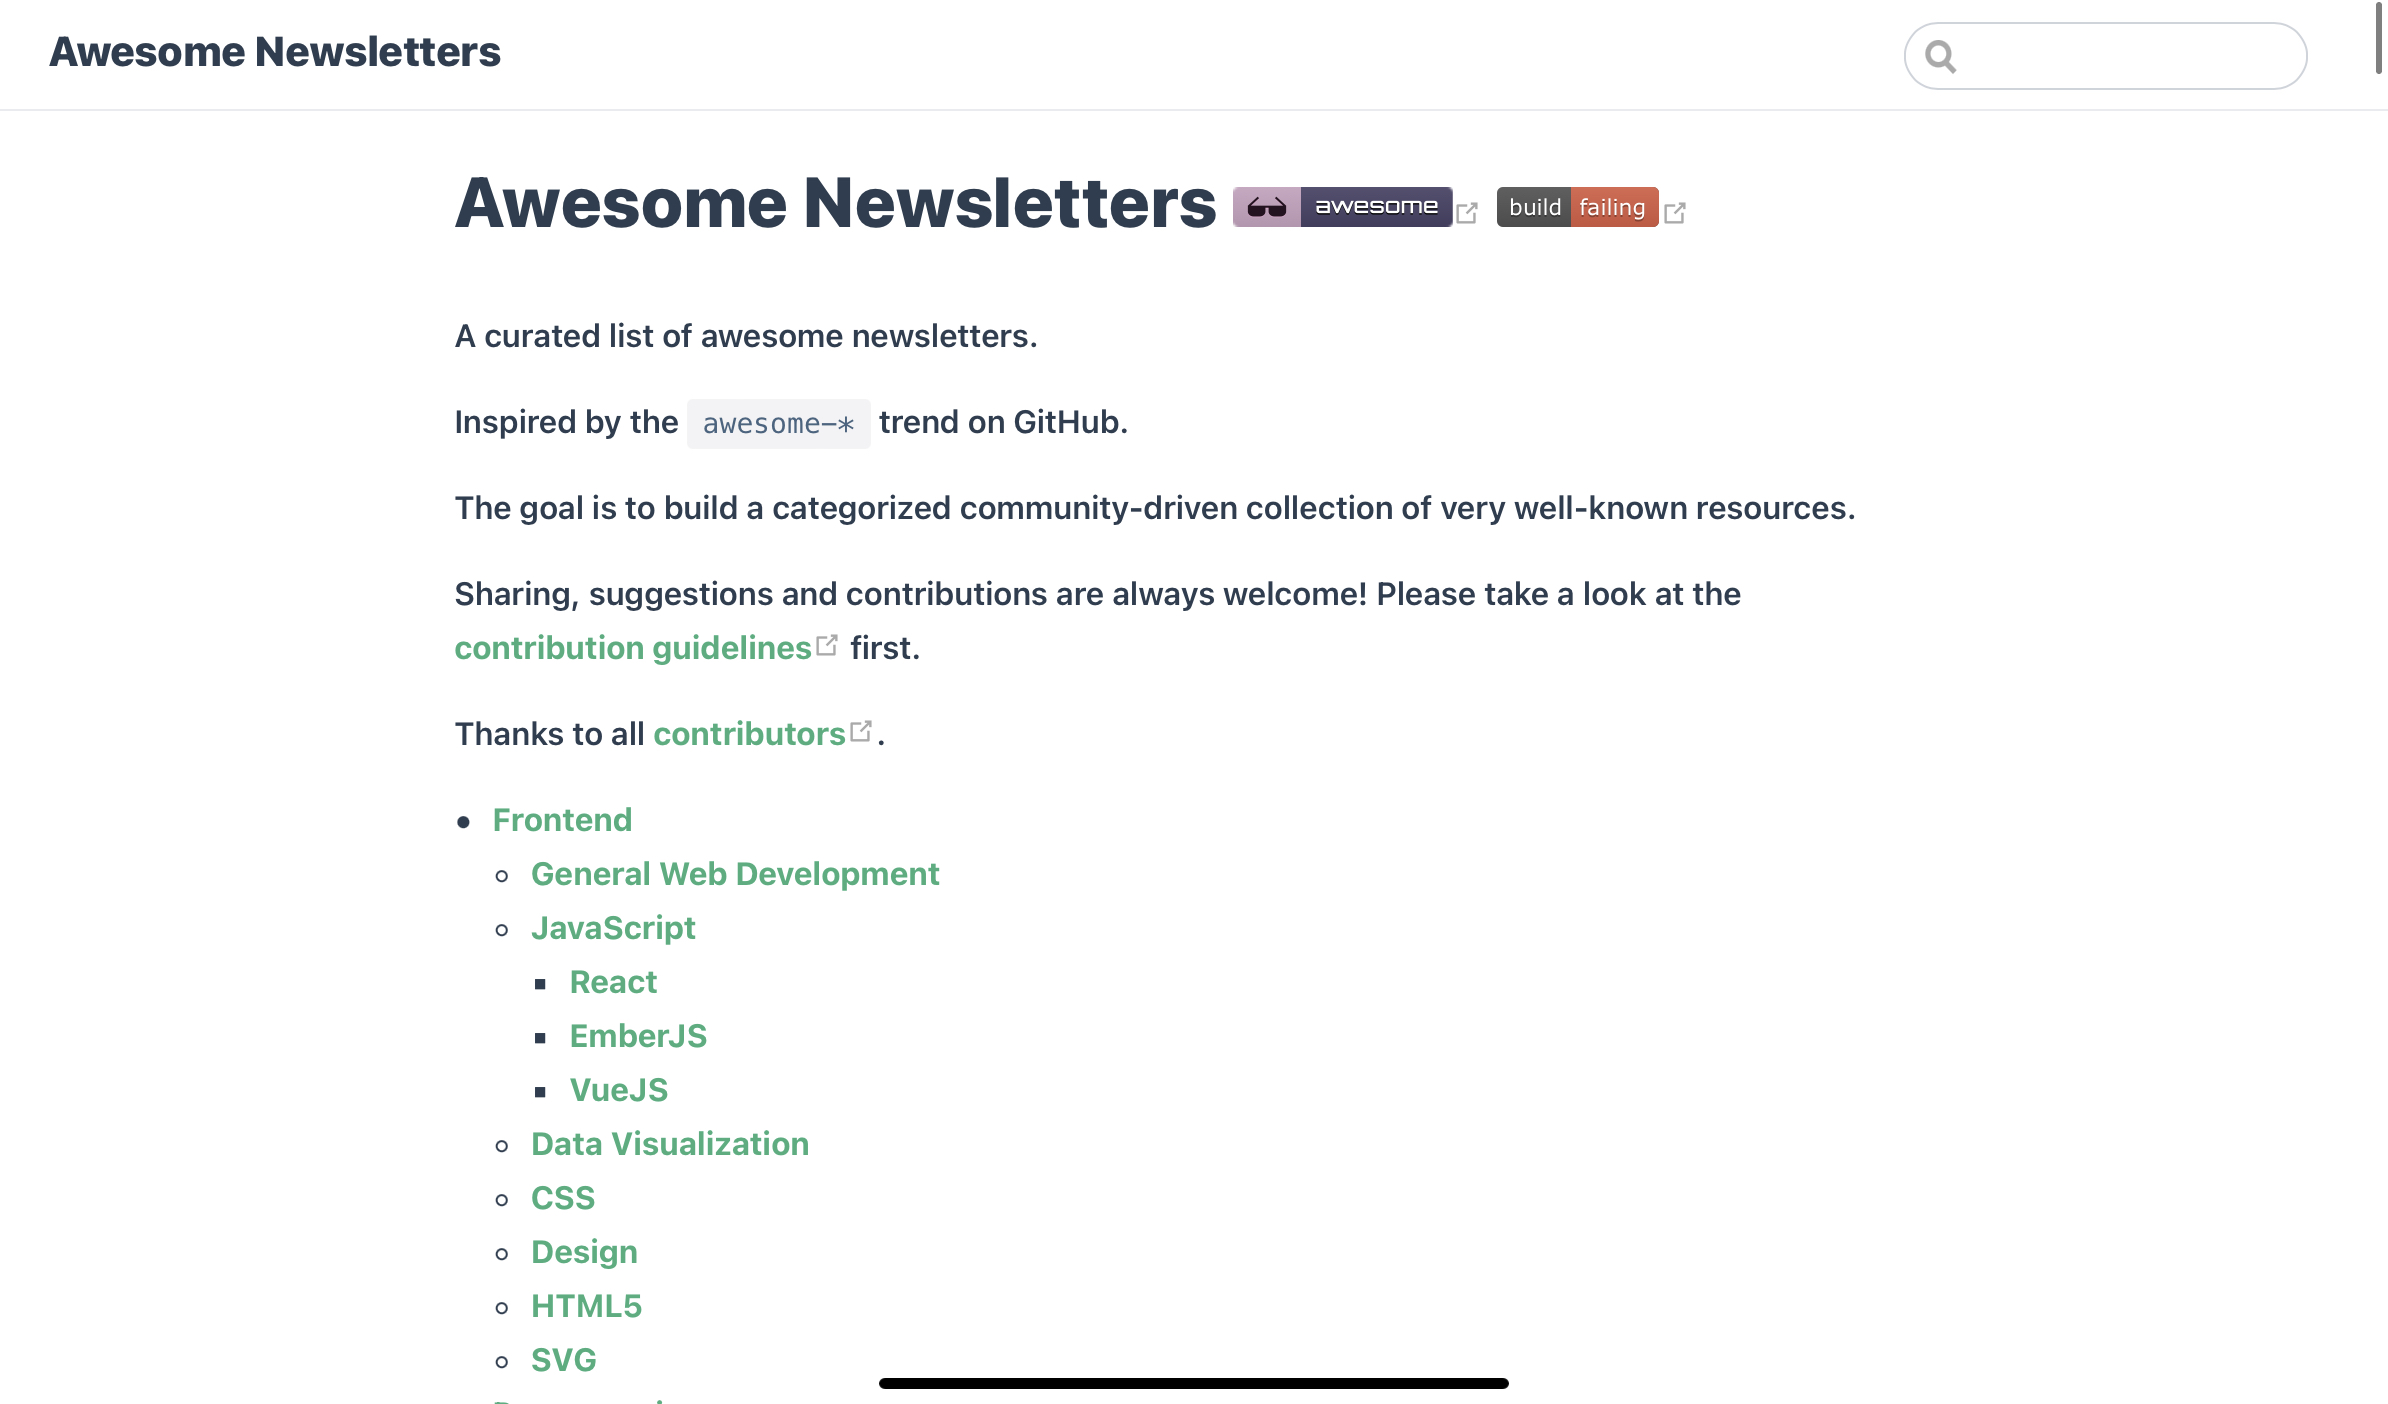 Awesome Newsletters
Awesome Newsletters awesome build failing
A curated list of awesome newsletters.
Inspired by the awesome-* trend on GitHub.
The goal is to build a categorized community-driven collection of very well-known resources.
Sharing, suggestions and contributions are always welcome! Please take a look at the
contribution guidelines first.
Thanks to all contributors.
Frontend
General Web Development
JavaScript
React
EmberJS
VueJS
Data Visualization
CSS
Design
HTML5
SVG